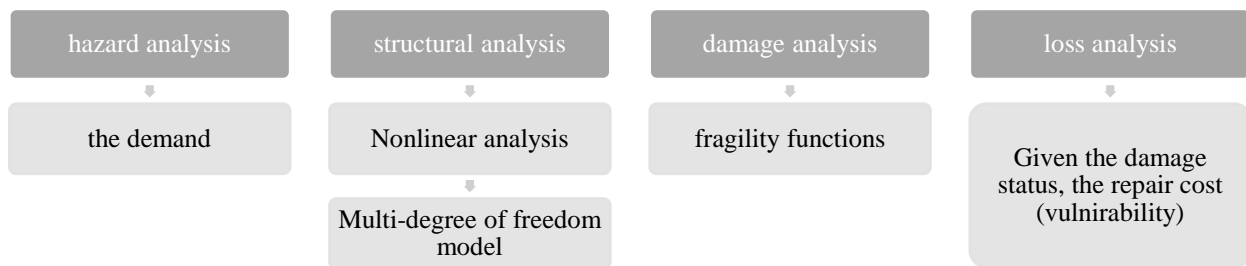 hazard analysis
the demand
structural analysis
Nonlinear analysis
Multi-degree of freedom
model
damage analysis
fragility functions
loss analysis
Given the damage
status, the repair cost
(vulnirability)